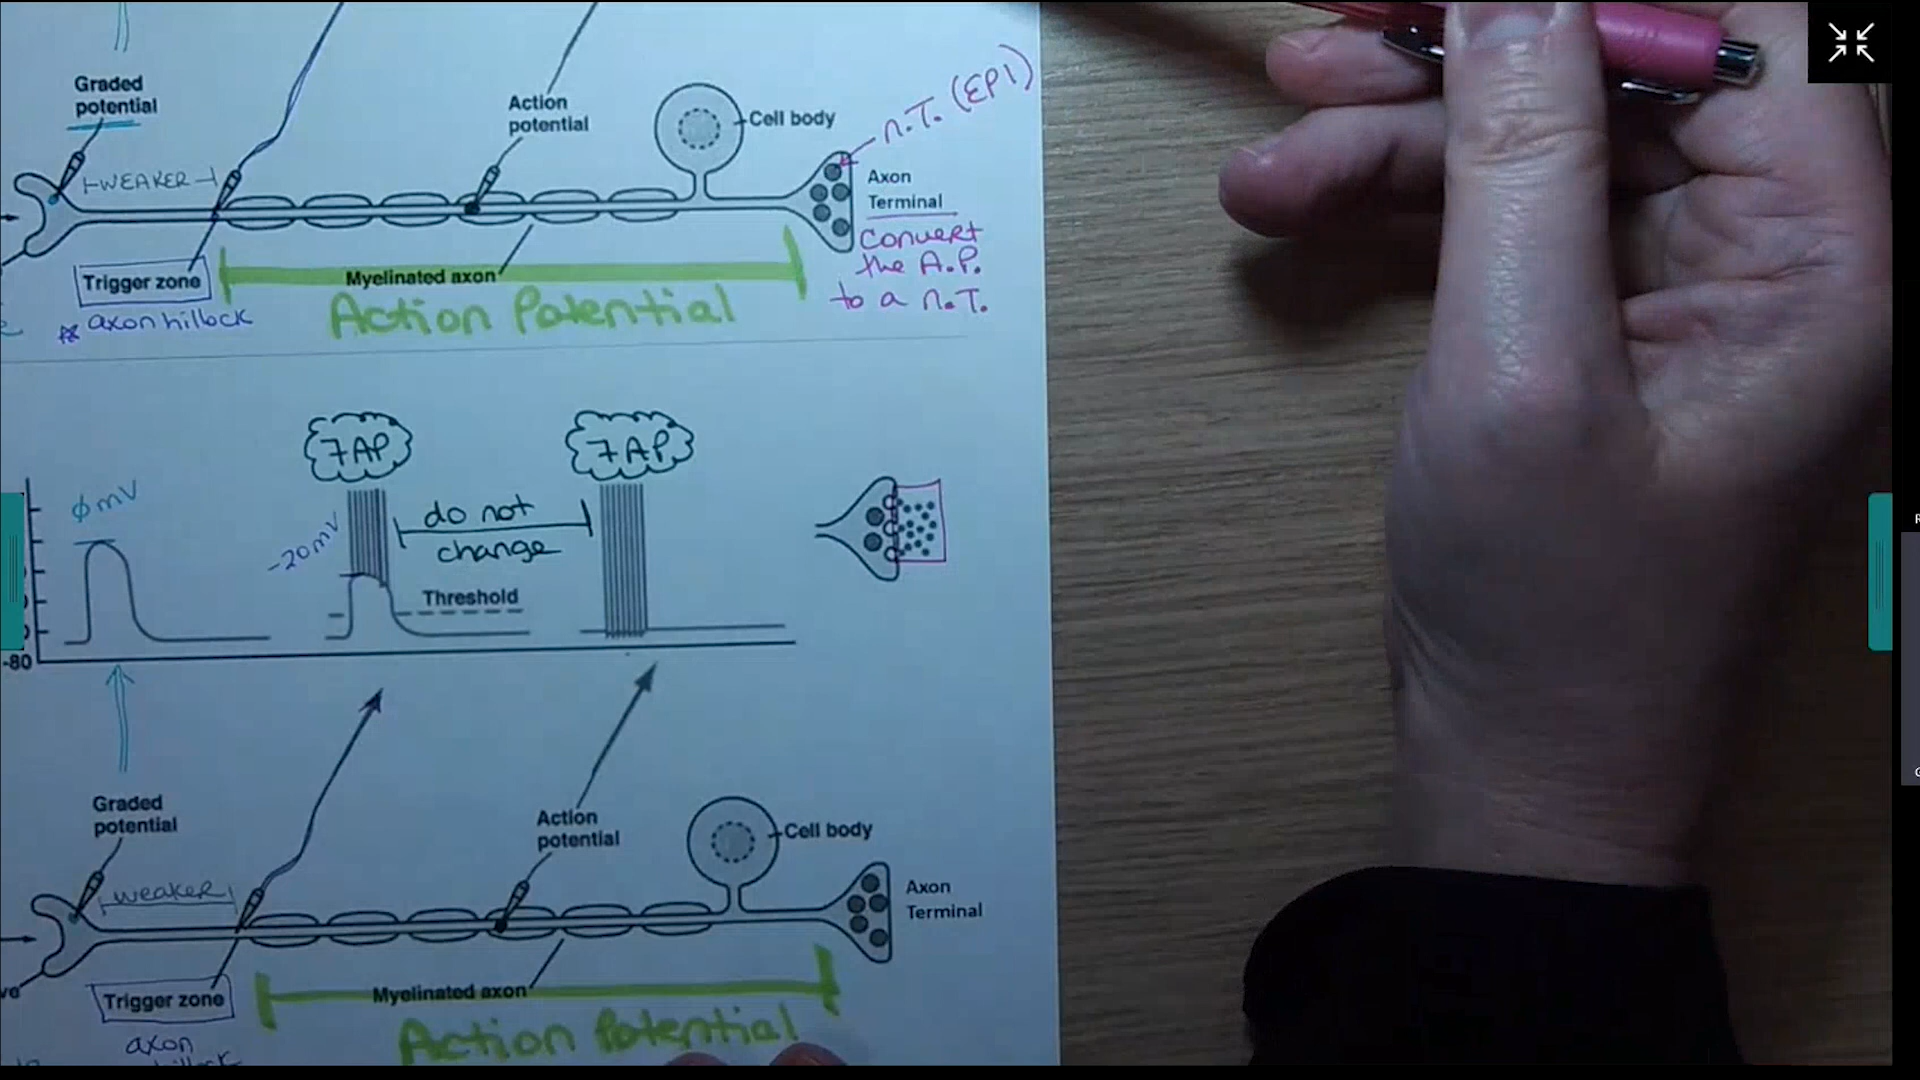 Graded
potential
WEAKER
Action
potential
Cell body
n.T. (EPI)
Axon
Terminal
Convert
the A.P.
to a n.T.
Trigger zone
☆ axon hillock
Myelinated axon
Action Potential
7AP
7AP
ϕmV
-20mV
do not
change
Threshold
-80
Graded
potential
weaker
Action
potential
Cell body
Axon
Terminal
Trigger zone
axon
Myelinated axon
Action Potential